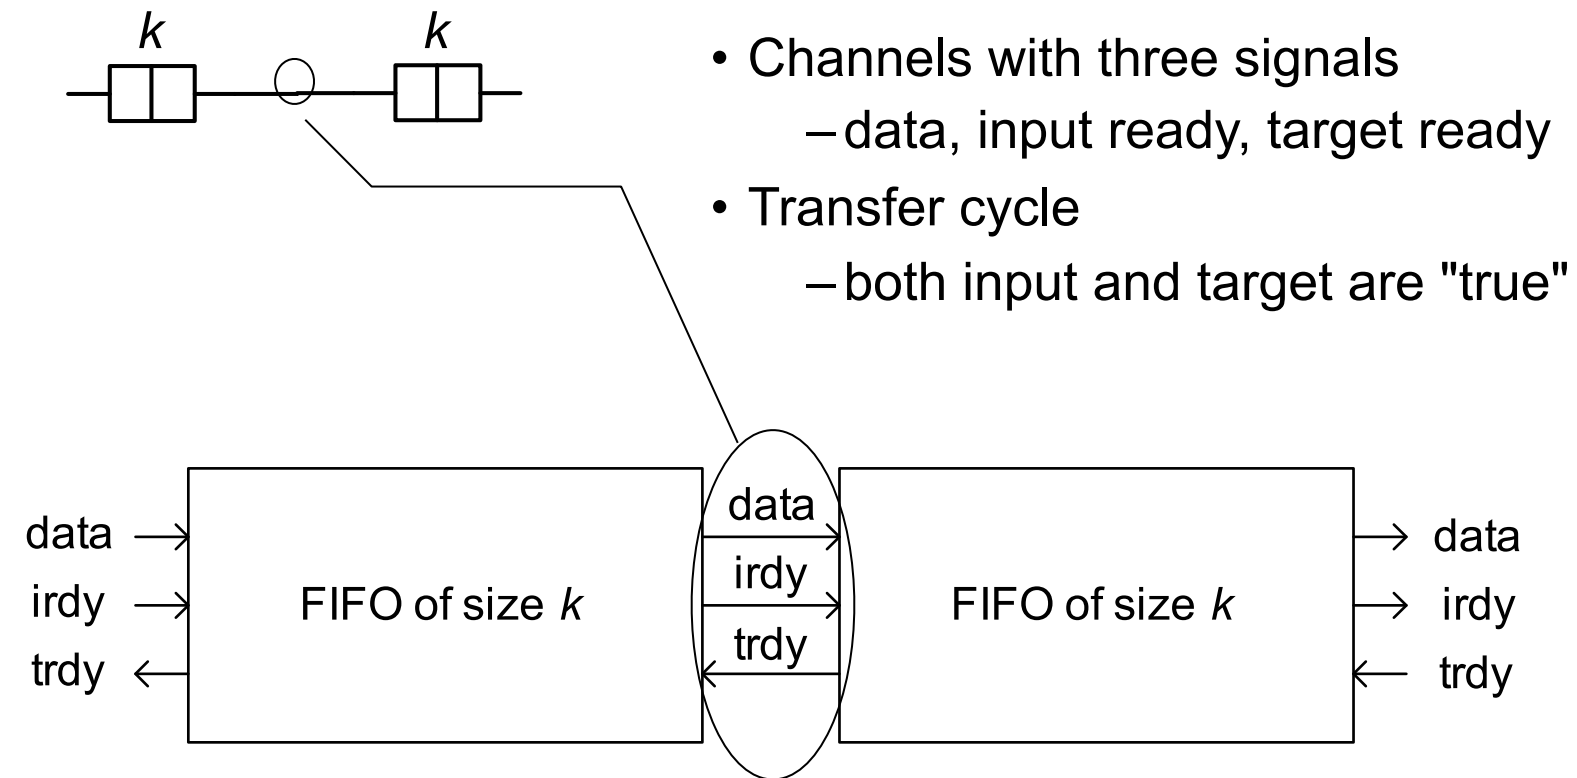 k
k
• Channels with three signals
– data, input ready, target ready
• Transfer cycle
– both input and target are "true"
data
irdy
trdy
FIFO of size k
data
irdy
trdy
FIFO of size k
data
irdy
trdy